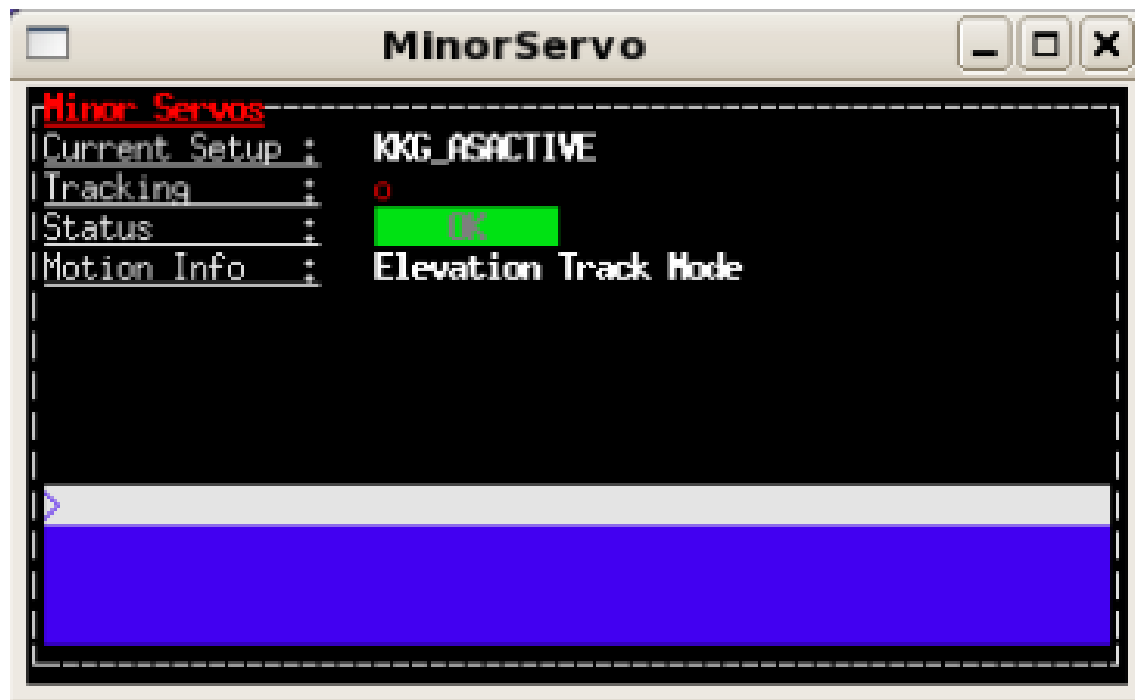 MinorServo
Minor Servos
Current Setup : KKG_ASACTIVE
Tracking : o
Status : OK
Motion Info : Elevation Track Mode
>